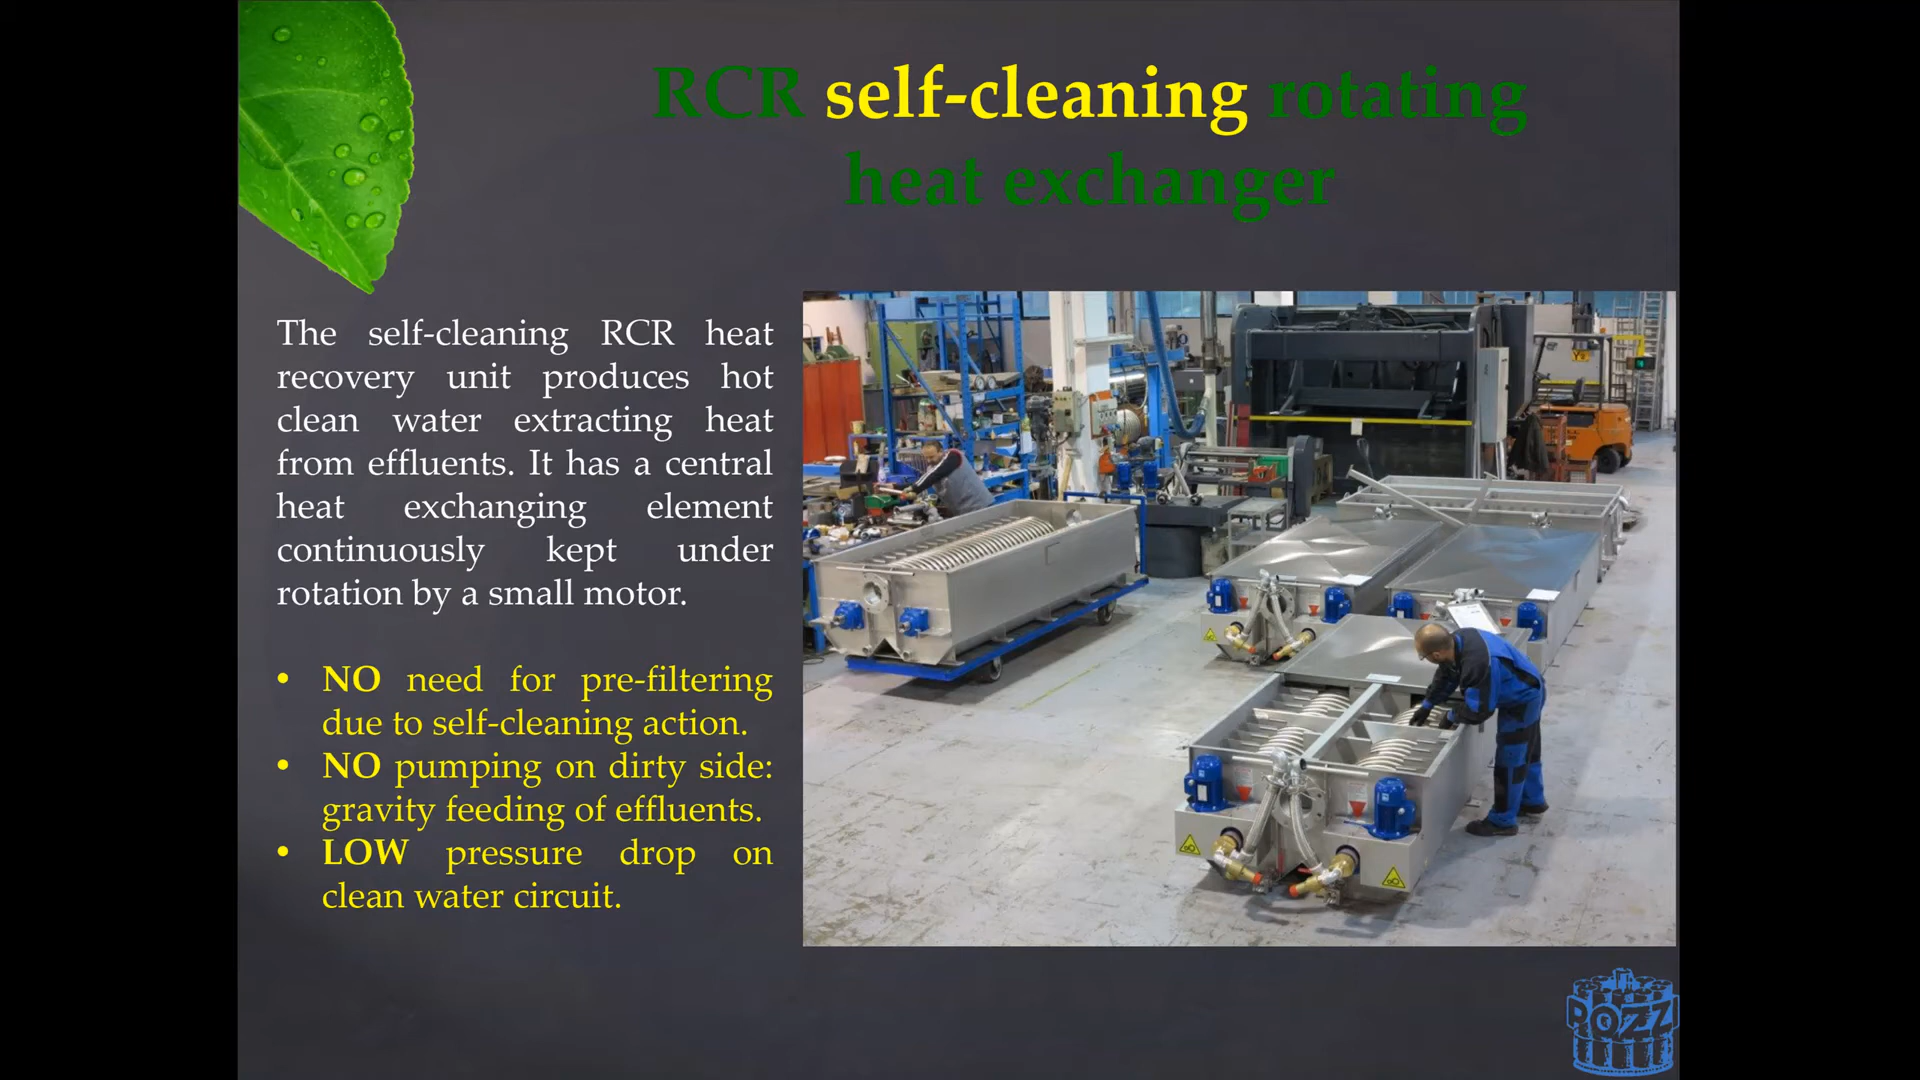 RCR self-cleaning rotating
heat exchanger
The self-cleaning RCR heat
recovery unit produces hot
clean water extracting heat
from effluents. It has a central
heat exchanging element
continuously kept under
rotation by a small motor.
• NO need for pre-filtering
due to self-cleaning action.
• NO pumping on dirty side:
gravity feeding of effluents.
• LOW pressure drop on
clean water circuit.
POZZI